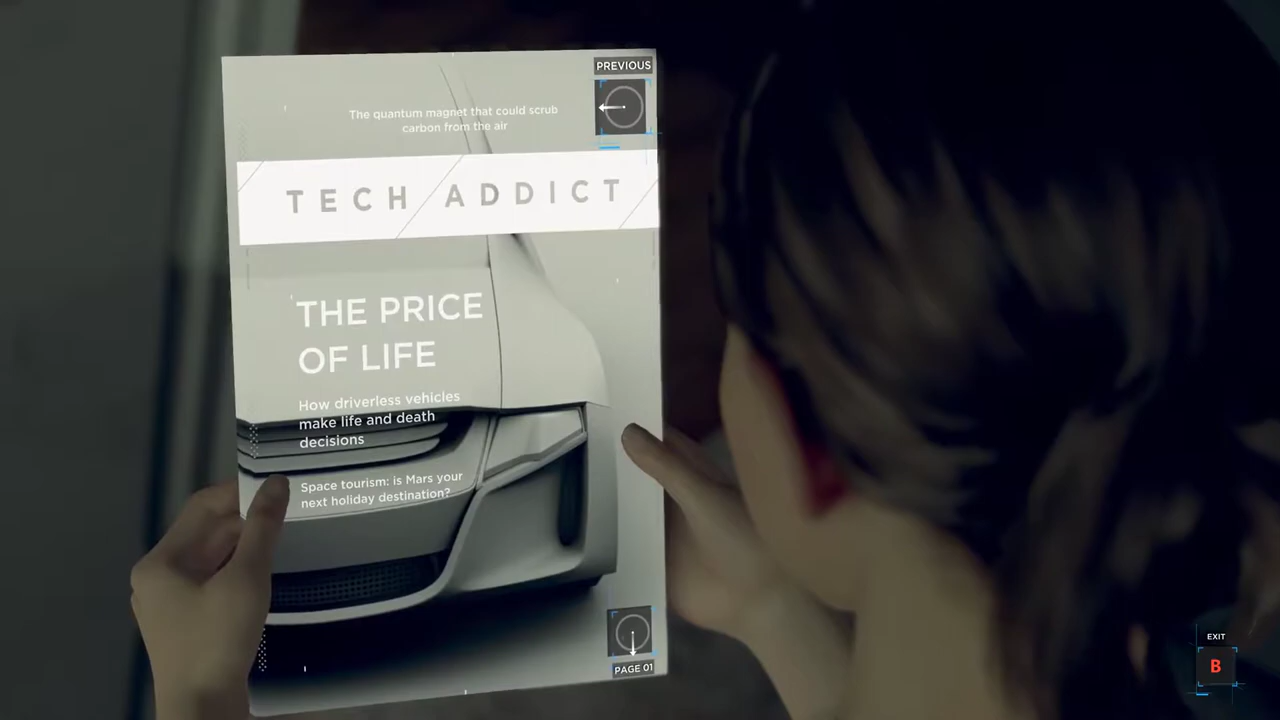 PREVIOUS
The quantum magnet that could scrub
carbon from the air
TECH ADDICT
THE PRICE
OF LIFE
How driverless vehicles
make life and death
decisions
Space tourism: is Mars your
next holiday destination?
PAGE 01
EXIT
B